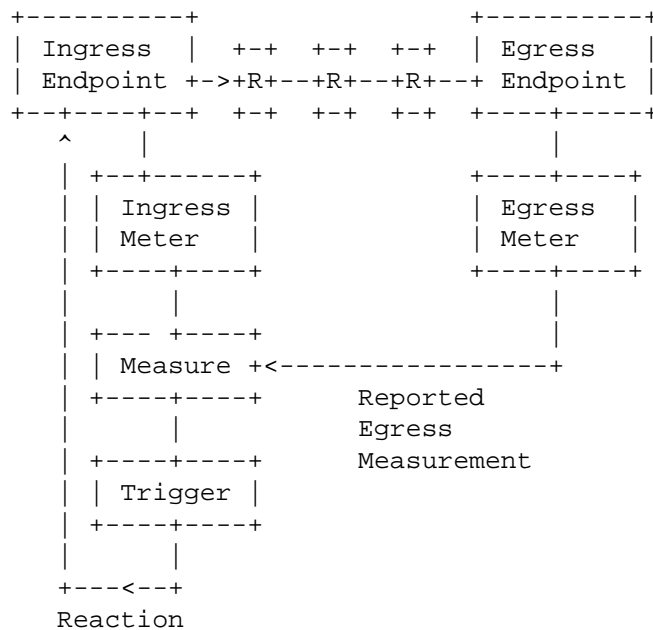 Ingress Egress
Endpoint R R R Endpoint
Ingress Egress
Meter Meter
Measure
Reported
Egress
Measurement
Trigger
Reaction